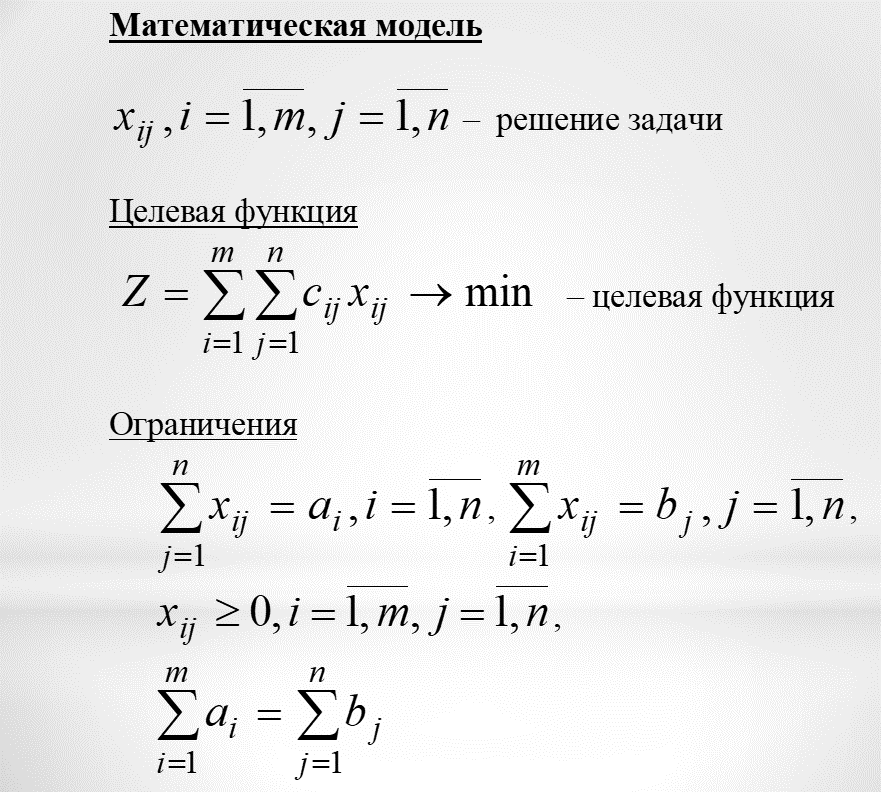 Математическая модель
x_{ij}, i = \overline{1,m}, j = \overline{1,n} – решение задачи
Целевая функция
Z = \sum_{i=1}^{m} \sum_{j=1}^{n} c_{ij} x_{ij} → min – целевая функция
Ограничения
\sum_{j=1}^{n} x_{ij} = a_i, i = \overline{1,n}, \sum_{i=1}^{m} x_{ij} = b_j, j = \overline{1,n},
x_{ij} ≥ 0, i = \overline{1,m}, j = \overline{1,n},
\sum_{i=1}^{m} a_i = \sum_{j=1}^{n} b_j